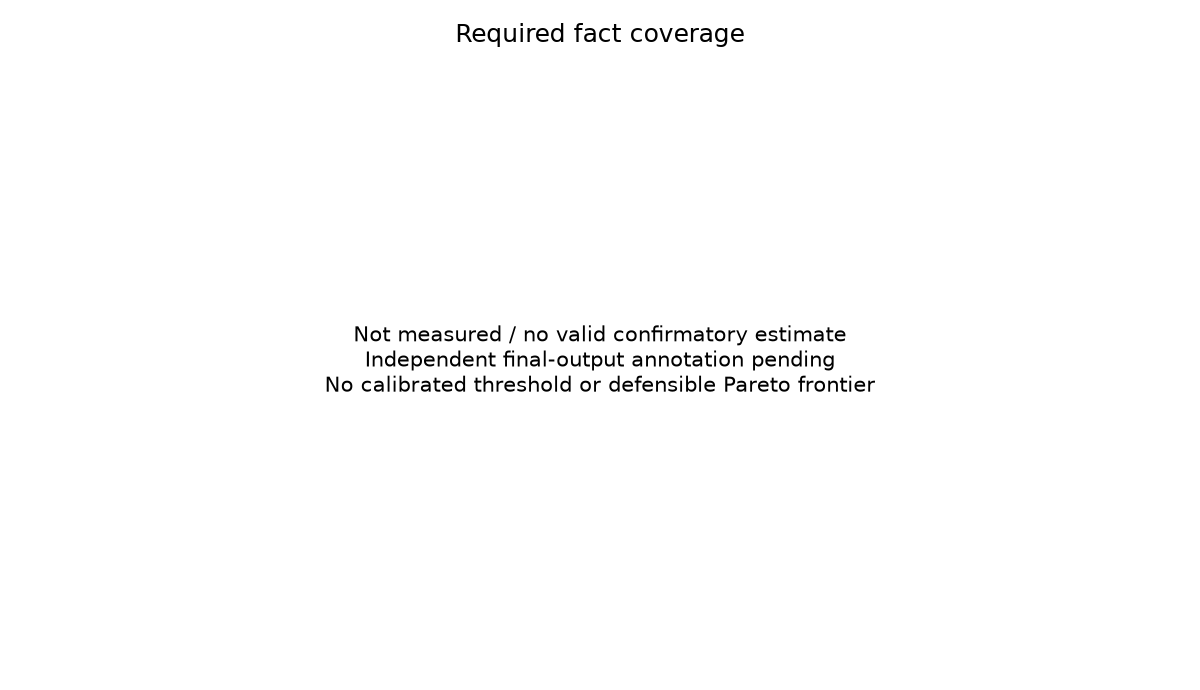 Required fact coverage
Not measured / no valid confirmatory estimate
Independent final-output annotation pending
No calibrated threshold or defensible Pareto frontier